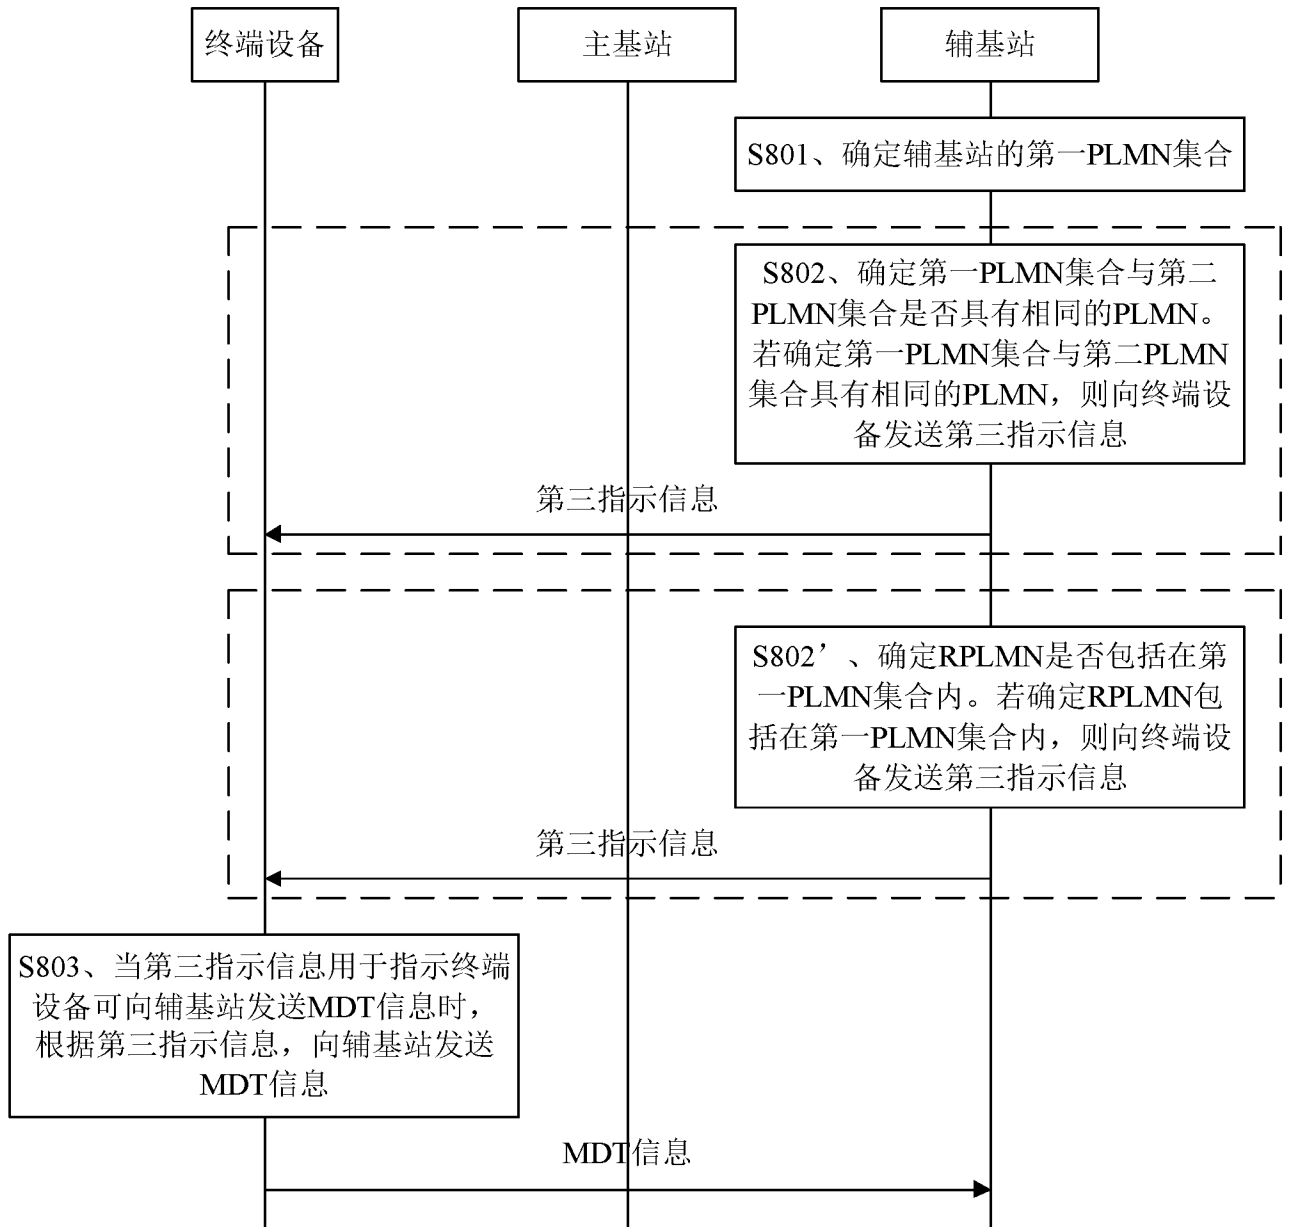 终端设备
主基站
辅基站
S801、确定辅基站的第一PLMN集合
S802、确定第一PLMN集合与第二
PLMN集合是否具有相同的PLMN。
若确定第一PLMN集合与第二PLMN
集合具有相同的PLMN，则向终端设
备发送第三指示信息
第三指示信息
S802’、确定RPLMN是否包括在第
一PLMN集合内。若确定RPLMN包
括在第一PLMN集合内，则向终端设
备发送第三指示信息
第三指示信息
S803、当第三指示信息用于指示终端
设备可向辅基站发送MDT信息时，
根据第三指示信息，向辅基站发送
MDT信息
MDT信息